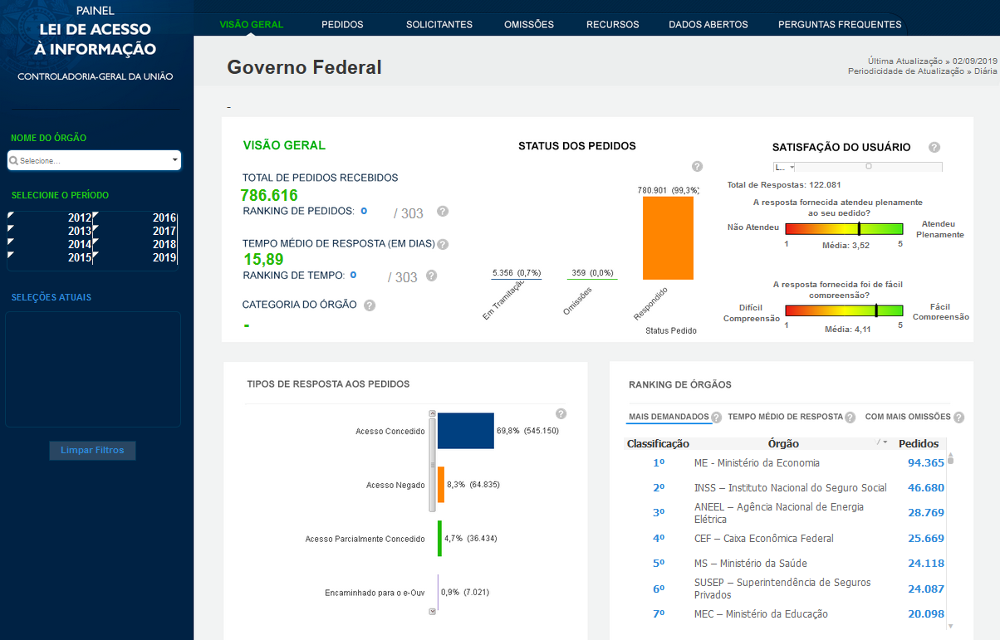 PAINEL
LEI DE ACESSO
À INFORMAÇÃO
CONTROLADORIA-GERAL DA UNIÃO
NOME DO ÓRGÃO
Selecione...
SELECIONE O PERÍODO
2012 2016
2013 2017
2014 2018
2015 2019
SELEÇÕES ATUAIS
Limpar Filtros
VISÃO GERAL PEDIDOS SOLICITANTES OMISSÕES RECURSOS DADOS ABERTOS PERGUNTAS FREQUENTES
Governo Federal
Última Atualização » 02/09/2019
Periodicidade de Atualização » Diária
-
VISÃO GERAL
TOTAL DE PEDIDOS RECEBIDOS
786.616
RANKING DE PEDIDOS: 0 / 303 ?
TEMPO MÉDIO DE RESPOSTA (EM DIAS) ?
15,89
RANKING DE TEMPO: 0 / 303 ?
CATEGORIA DO ÓRGÃO ?
-
STATUS DOS PEDIDOS
?
780.901 (99,3%)
5.356 (0,7%) 359 (0,0%)
Em Tramitação Omissões Respondido
Status Pedido
SATISFAÇÃO DO USUÁRIO ?
L...
Total de Respostas: 122.081
A resposta fornecida atendeu plenamente
ao seu pedido?
Não Atendeu Atendeu
Plenamente
1 Média: 3,52 5
A resposta fornecida foi de fácil
compreensão?
Difícil
Compreensão
Fácil
Compreensão
1 Média: 4,11 5
TIPOS DE RESPOSTA AOS PEDIDOS
?
Acesso Concedido 69,8% (545.150)
Acesso Negado 8,3% (64.835)
Acesso Parcialmente Concedido 4,7% (36.434)
Encaminhado para o e-Ouv 0,9% (7.021)
RANKING DE ÓRGÃOS
MAIS DEMANDADOS ? TEMPO MÉDIO DE RESPOSTA ? COM MAIS OMISSÕES ?
Classificação Órgão / Pedidos
1º ME - Ministério da Economia 94.365
2º INSS – Instituto Nacional do Seguro Social 46.680
3º ANEEL – Agência Nacional de Energia
Elétrica 28.769
4º CEF – Caixa Econômica Federal 25.669
5º MS – Ministério da Saúde 24.118
6º SUSEP – Superintendência de Seguros
Privados 24.087
7º MEC – Ministério da Educação 20.098